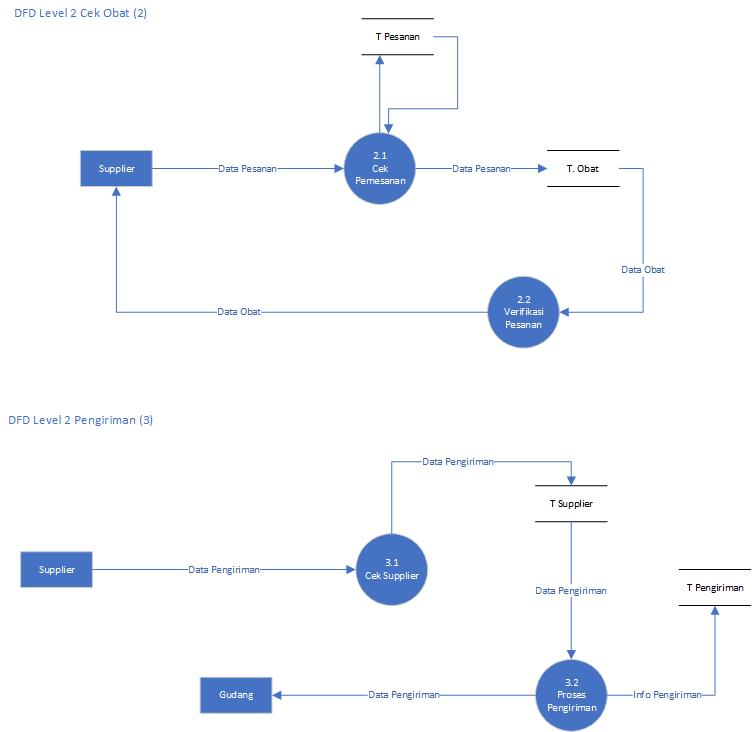 DFD Level 2 Cek Obat (2)
T Pesanan
Supplier
Data Pesanan
2.1
Cek
Pemesanan
Data Pesanan
T. Obat
Data Obat
2.2
Verifikasi
Pesanan
Data Obat
DFD Level 2 Pengiriman (3)
Data Pengiriman
T Supplier
Supplier
Data Pengiriman
3.1
Cek Supplier
Data Pengiriman
T Pengiriman
Gudang
Data Pengiriman
3.2
Proses
Pengiriman
Info Pengiriman